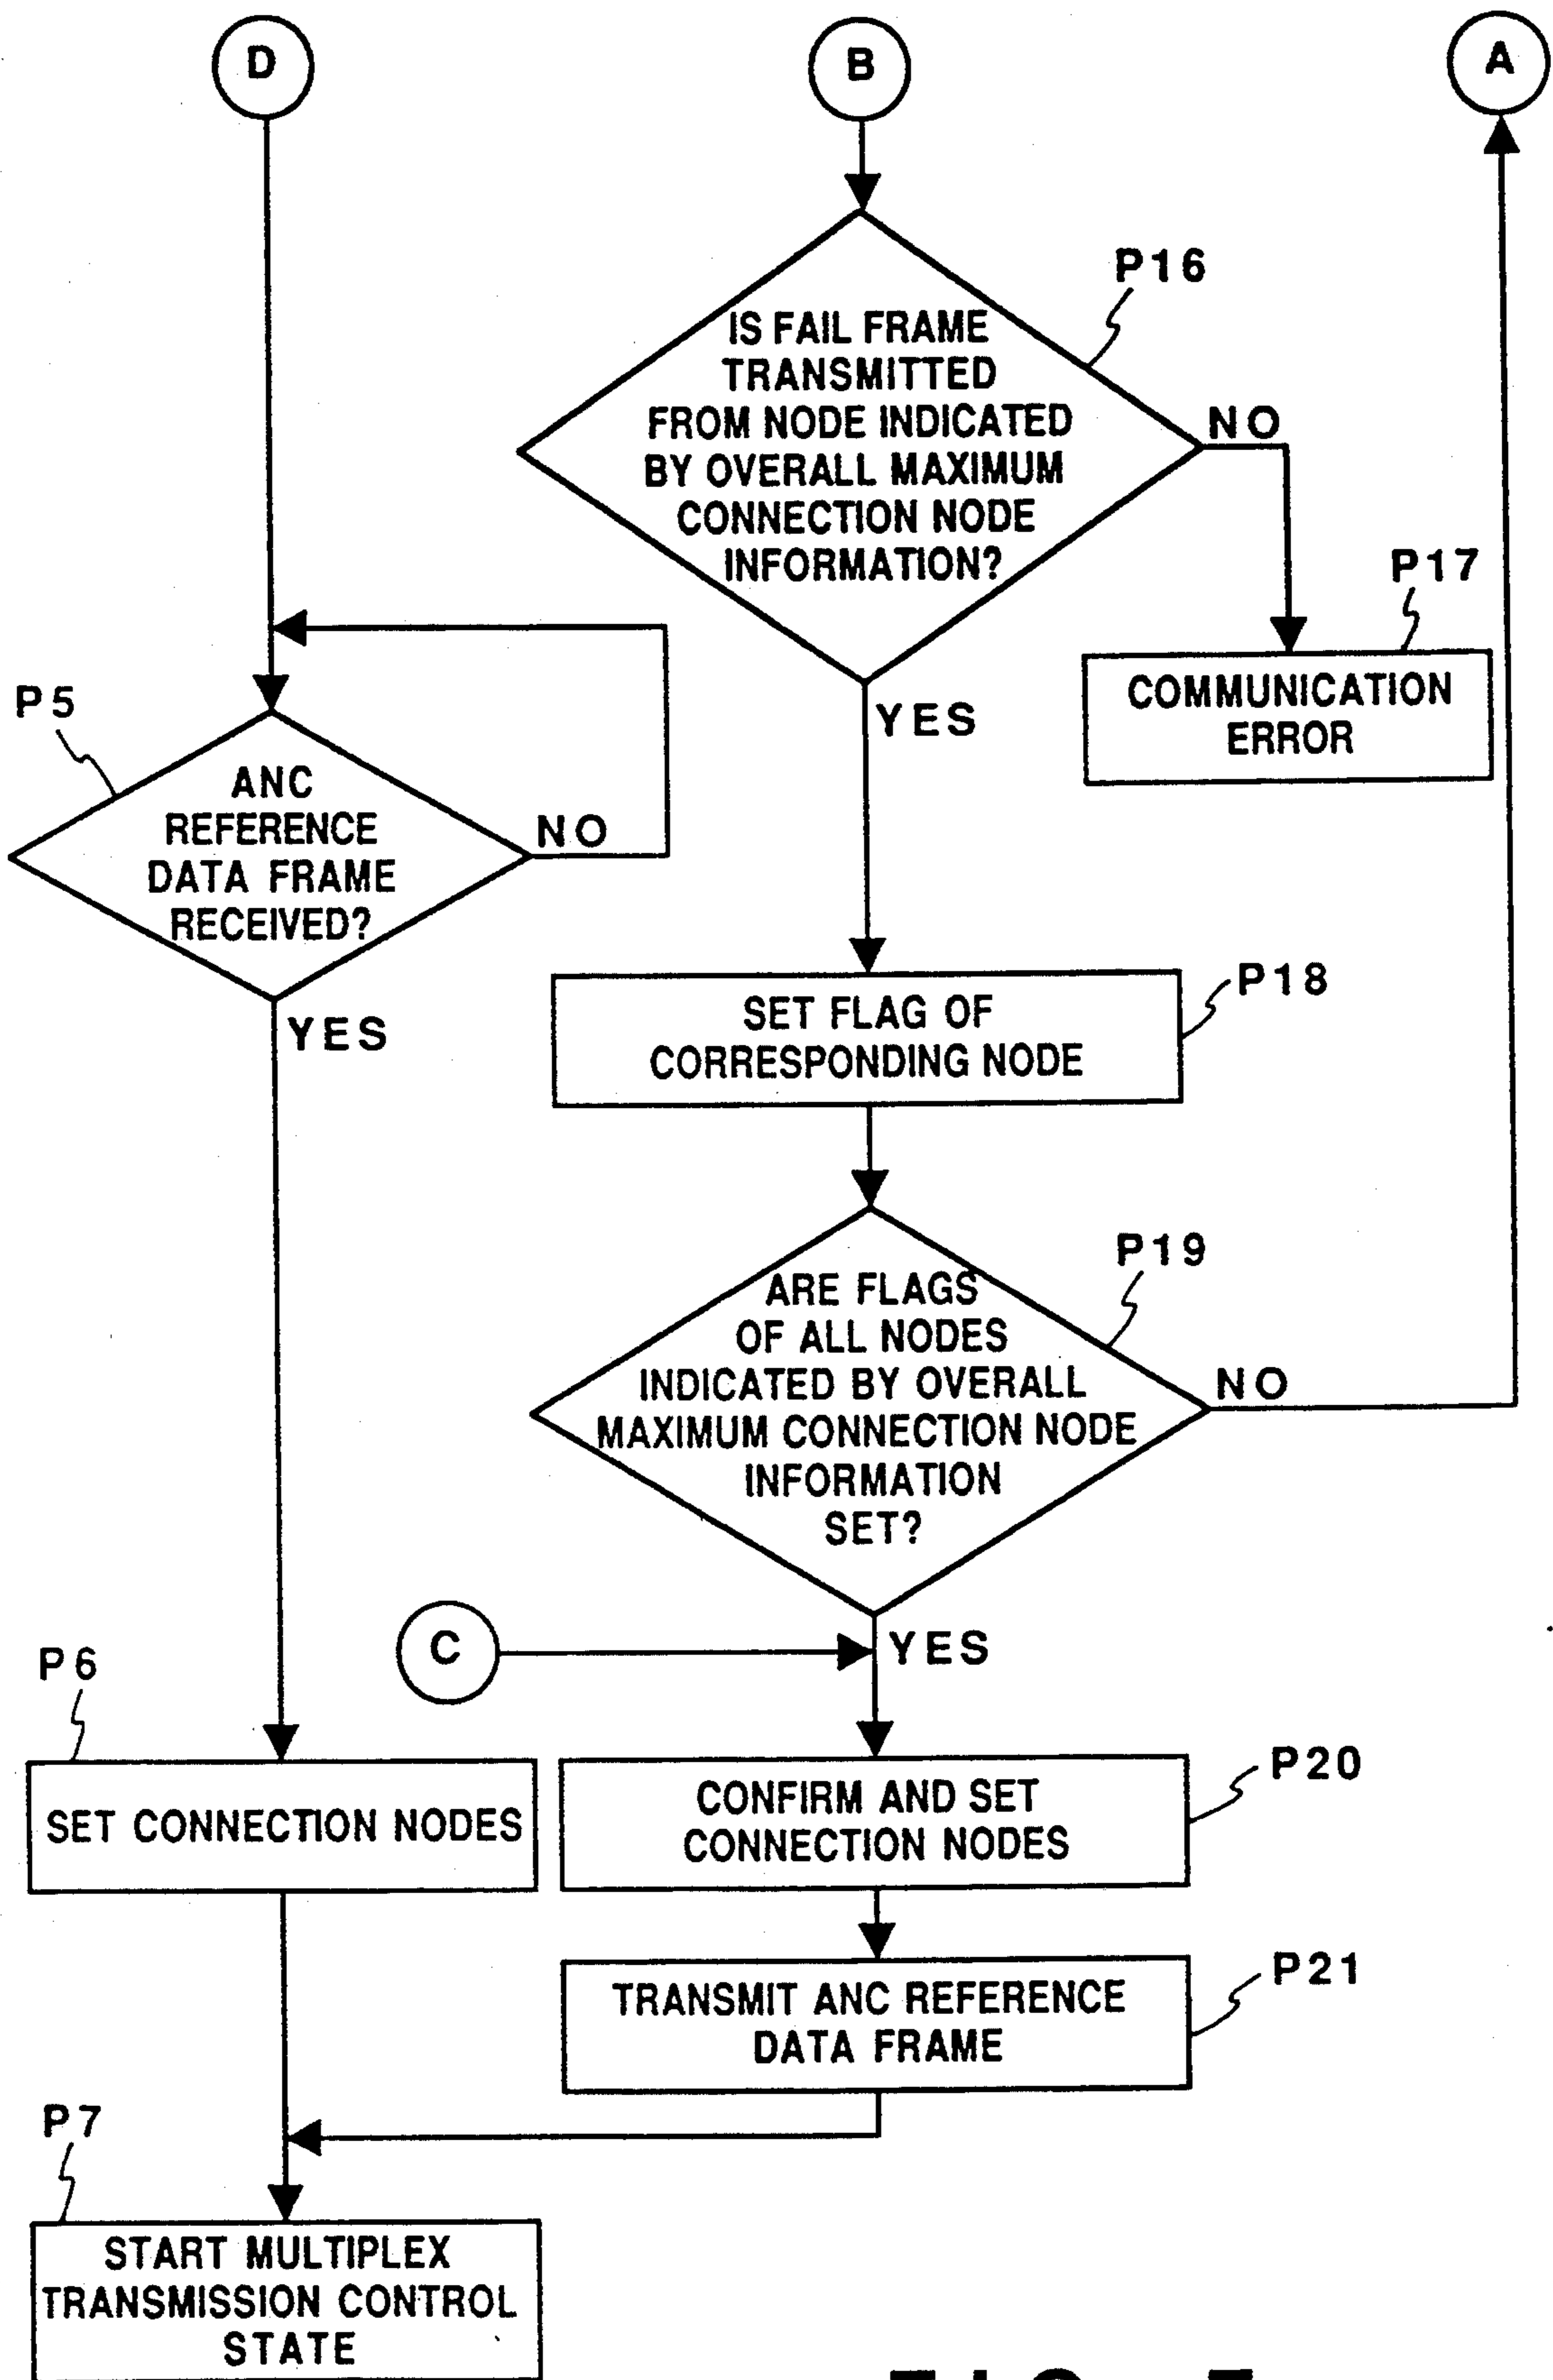 D
B
A
P16
IS FAIL FRAME
TRANSMITTED
FROM NODE INDICATED
BY OVERALL MAXIMUM
CONNECTION NODE
INFORMATION?
NO
P17
COMMUNICATION
ERROR
YES
P5
ANC
REFERENCE
DATA FRAME
RECEIVED?
NO
YES
P18
SET FLAG OF
CORRESPONDING NODE
P19
ARE FLAGS
OF ALL NODES
INDICATED BY OVERALL
MAXIMUM CONNECTION NODE
INFORMATION
SET?
NO
C
YES
P6
SET CONNECTION NODES
P20
CONFIRM AND SET
CONNECTION NODES
P21
TRANSMIT ANC REFERENCE
DATA FRAME
P7
START MULTIPLEX
TRANSMISSION CONTROL
STATE